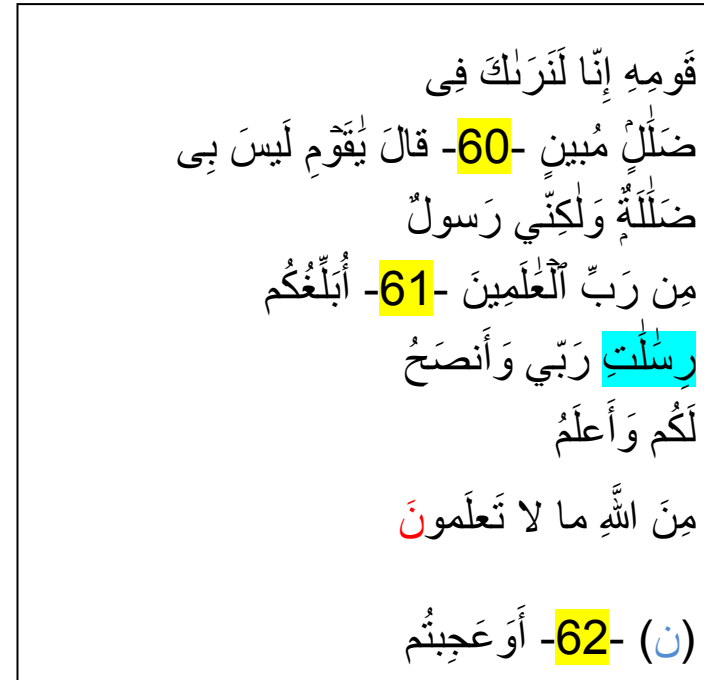 قَومِهِ إِنّا لَنَرَىٰكَ فِى
ضَلَٰلٍۢ مُبينٍ -60- قالَ يَٰقَوۡمِ لَيسَ بِى
ضَلَٰلَةٌۭ وَلَٰكِنّي رَسولٌ
مِن رَبِّ ٱلۡعَٰلَمِينَ -61- أُبَلِّغُكُم
رِسَٰلَٰتِ رَبّي وَأَنصَحُ
لَكُم وَأَعلَمُ
مِنَ اللَّهِ ما لا تَعلَمونَ
(ن) -62- أَوَعَجِبتُم